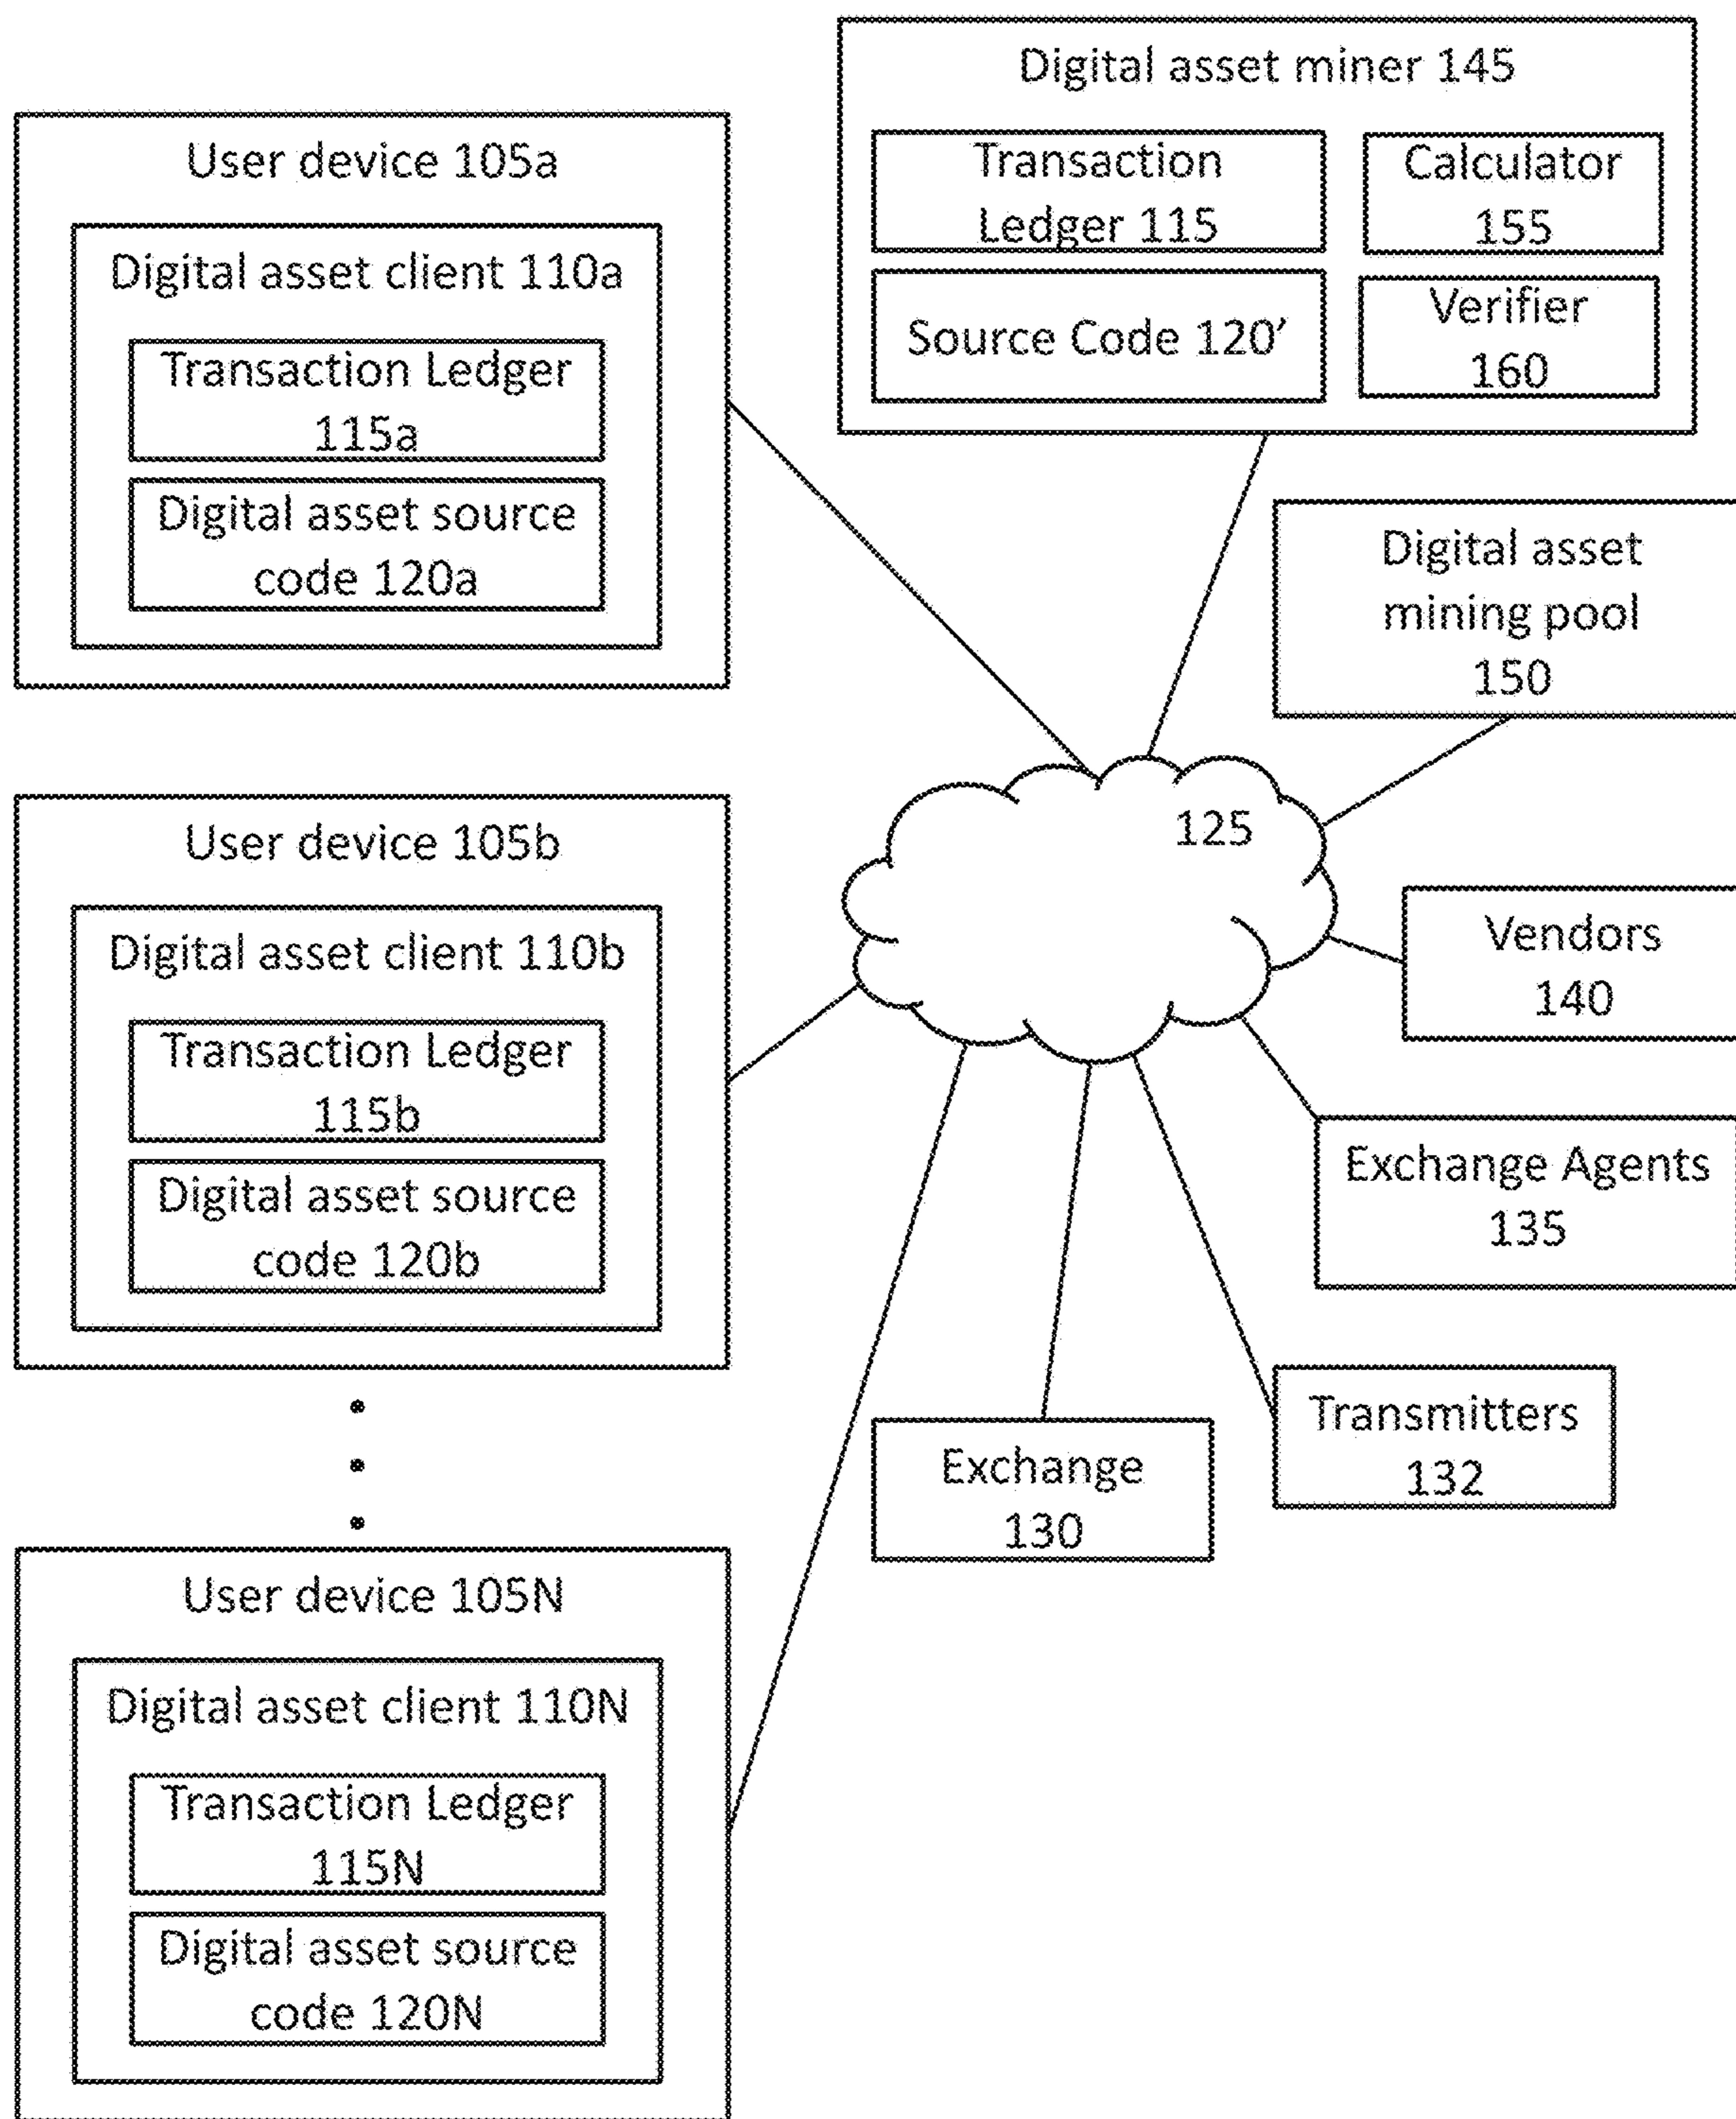 Digital asset miner 145
Transaction
Ledger 115
Calculator
155
Source Code 120’
Verifier
160
User device 105a
Digital asset client 110a
Transaction Ledger
115a
Digital asset source
code 120a
Digital asset
mining pool
150
125
User device 105b
Digital asset client 110b
Transaction Ledger
115b
Digital asset source
code 120b
Vendors
140
Exchange Agents
135
Transmitters
132
Exchange
130
User device 105N
Digital asset client 110N
Transaction Ledger
115N
Digital asset source
code 120N